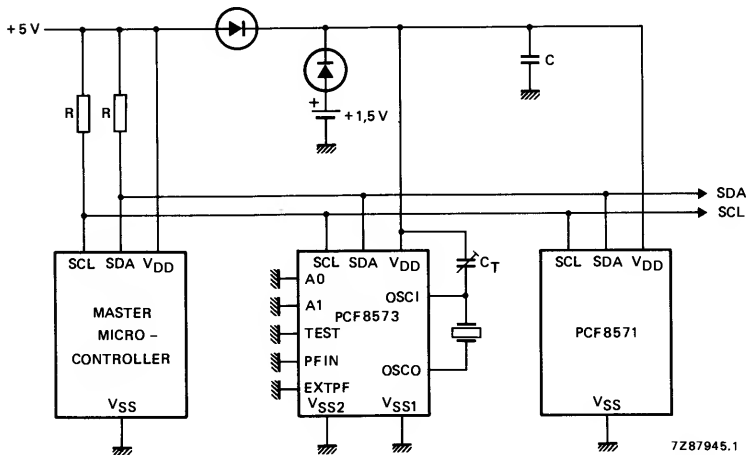 +5 V
C
R
R
+
+1,5 V
SDA
SCL
SCL SDA VDD
SCL SDA VDD
SCL SDA VDD
CT
A0
OSCI
A1
PCF8573
MASTER
MICRO -
CONTROLLER
TEST
PCF8571
PFIN
OSCO
EXTPF
VSS
VSS2 VSS1
VSS
7Z87945.1